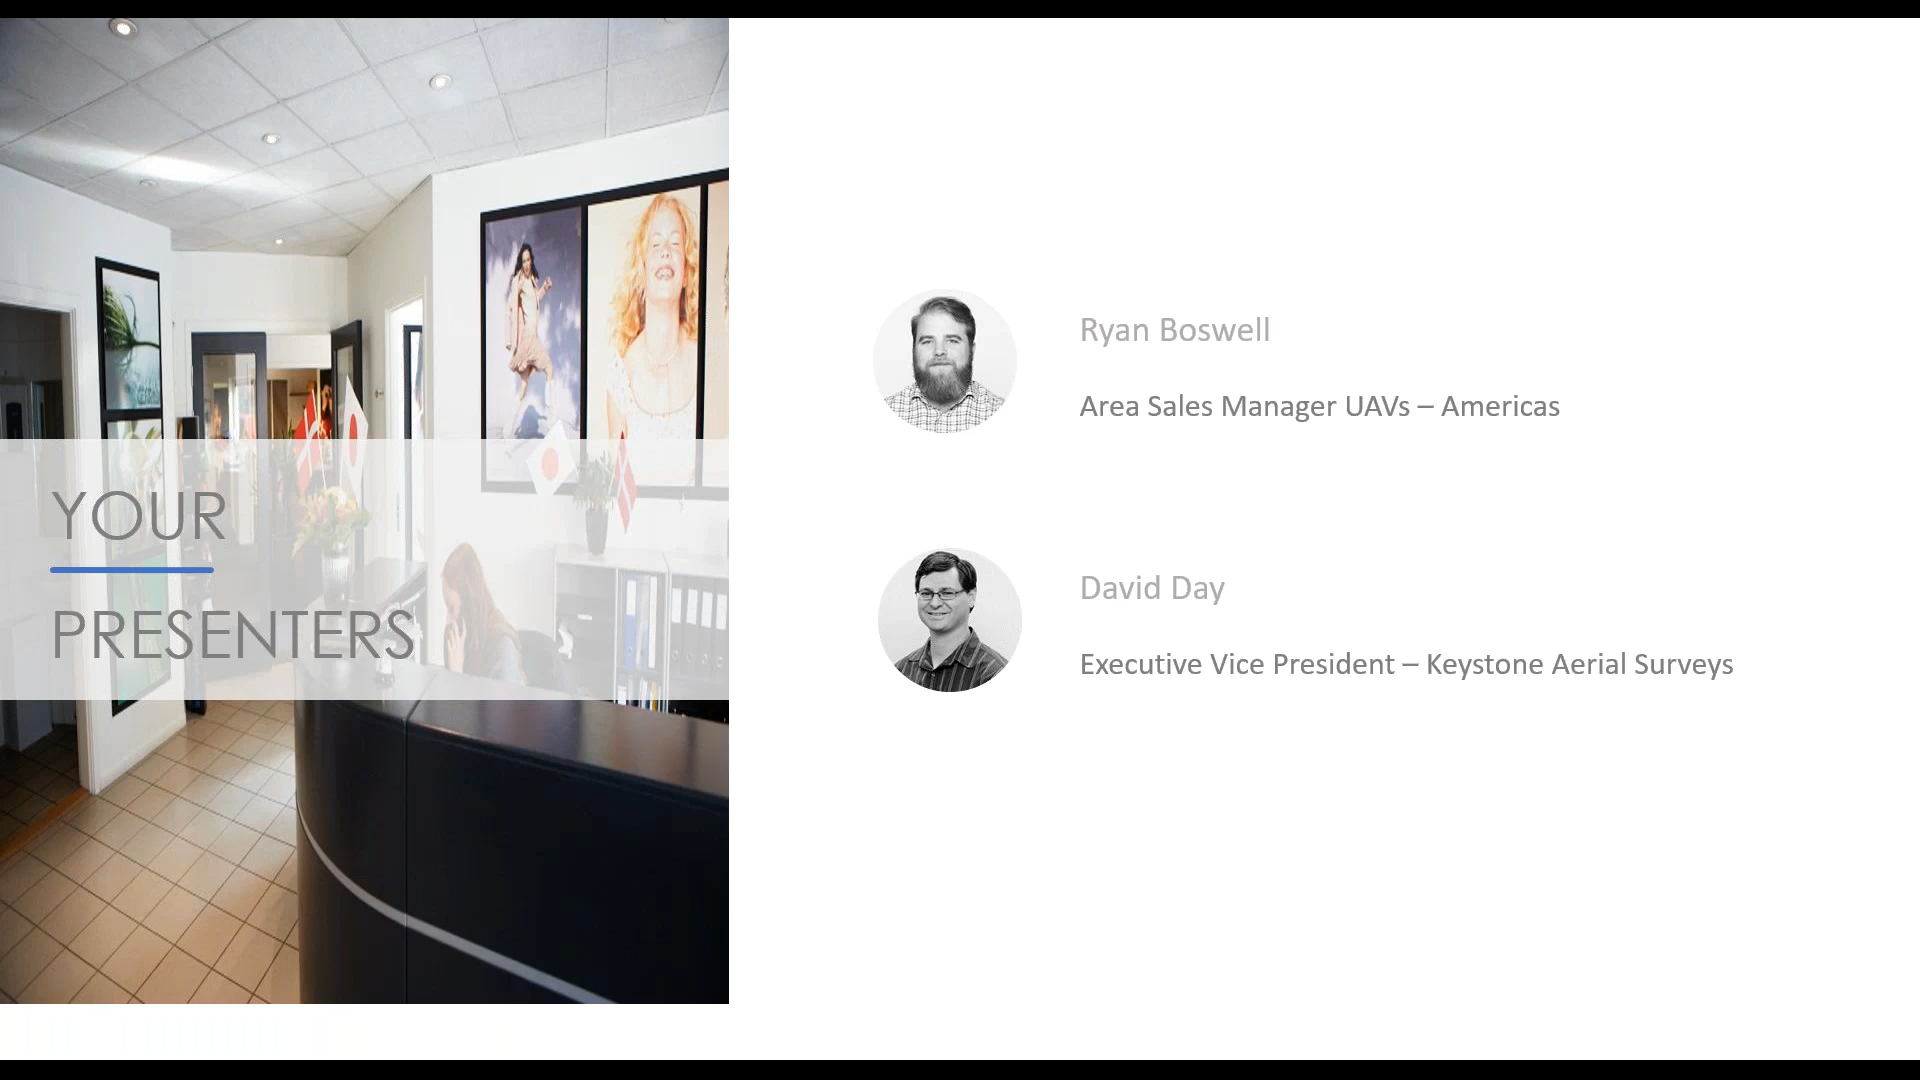 YOUR
PRESENTERS
Ryan Boswell
Area Sales Manager UAVs – Americas
David Day
Executive Vice President – Keystone Aerial Surveys